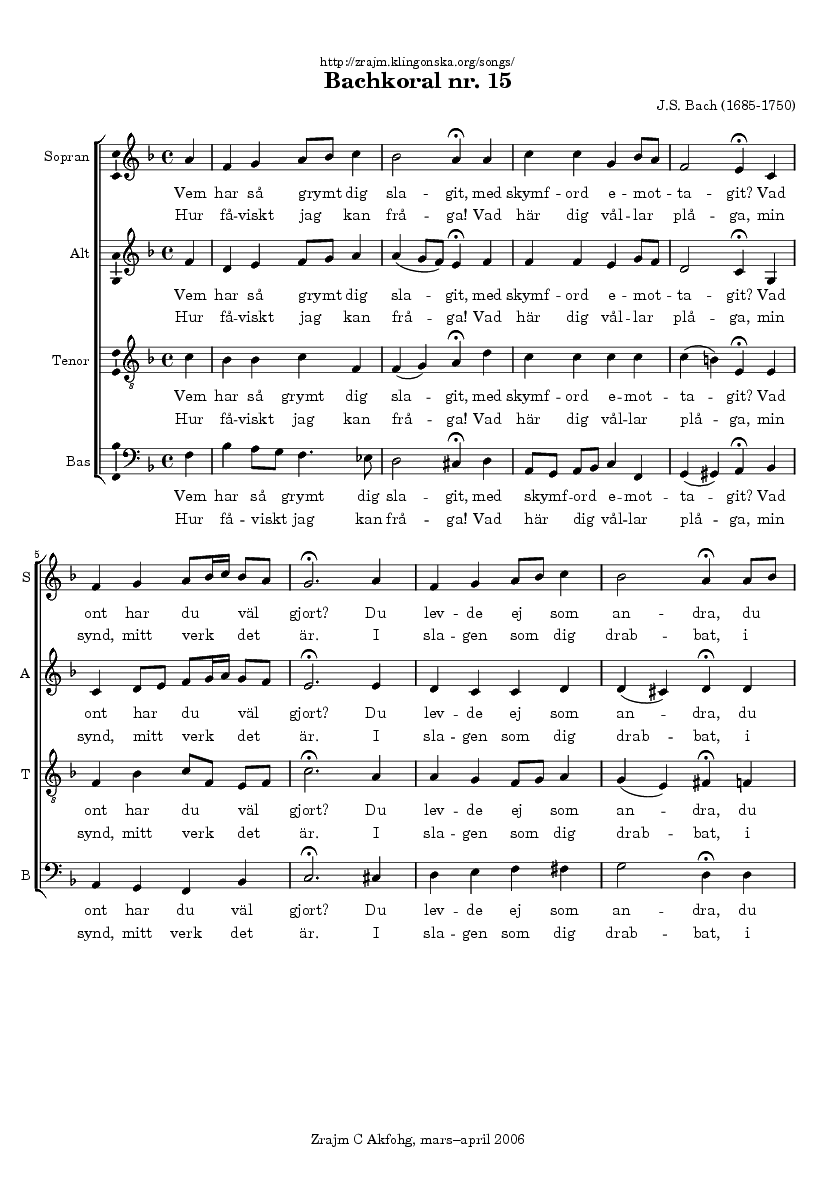 http://zrajm.klingonska.org/songs/
Bachkoral nr. 15
J.S. Bach (1685-1750)
Sopran
Vem har så grymt dig sla - git, med skymf - ord e - mot - ta - git? Vad
Hur få - viskt jag kan frå - ga! Vad här dig vål - lar plå - ga, min
Alt
Vem har så grymt dig sla - git, med skymf - ord e - mot - ta - git? Vad
Hur få - viskt jag kan frå - ga! Vad här dig vål - lar plå - ga, min
Tenor
8
Vem har så grymt dig sla - git, med skymf - ord e - mot - ta - git? Vad
Hur få - viskt jag kan frå - ga! Vad här dig vål - lar plå - ga, min
Bas
Vem har så grymt dig sla - git, med skymf - ord e - mot - ta - git? Vad
Hur få - viskt jag kan frå - ga! Vad här dig vål - lar plå - ga, min
5
S
ont har du väl gjort? Du lev - de ej som an - dra, du
synd, mitt verk det är. I sla - gen som dig drab - bat, i
A
ont har du väl gjort? Du lev - de ej som an - dra, du
synd, mitt verk det är. I sla - gen som dig drab - bat, i
T
8
ont har du väl gjort? Du lev - de ej som an - dra, du
synd, mitt verk det är. I sla - gen som dig drab - bat, i
B
ont har du väl gjort? Du lev - de ej som an - dra, du
synd, mitt verk det är. I sla - gen som dig drab - bat, i
Zrajm C Akfohg, mars–april 2006